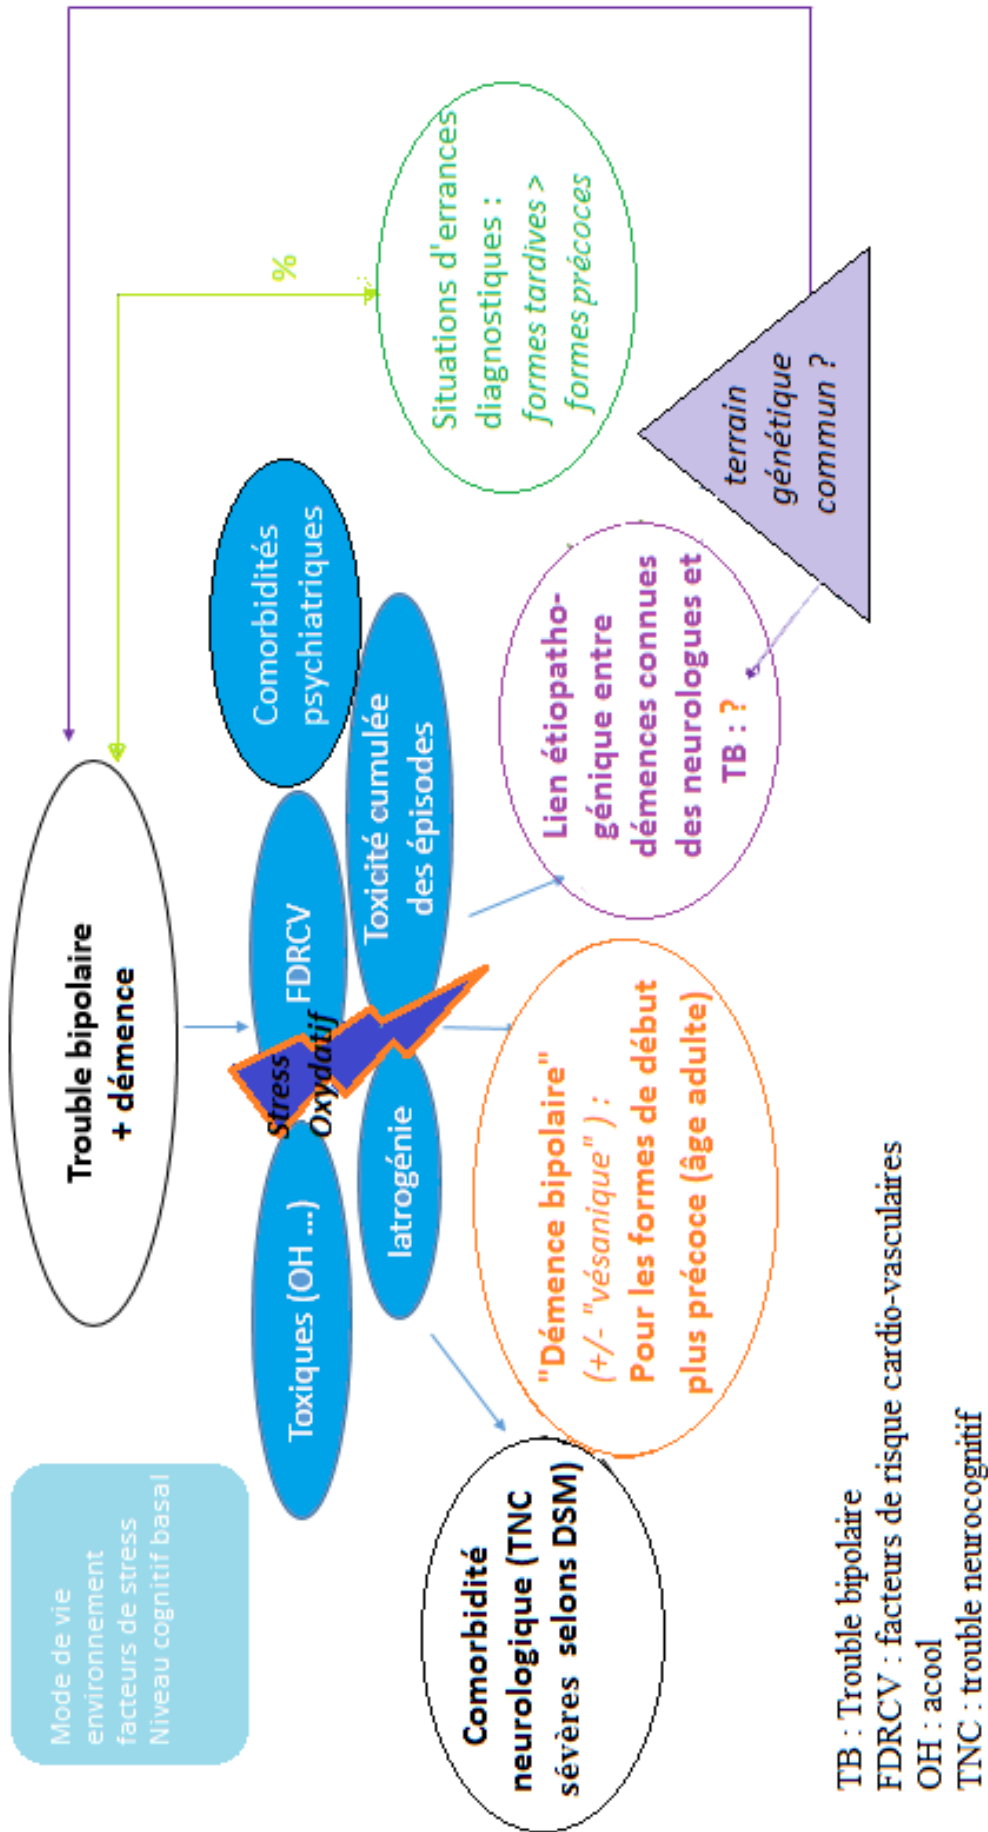 Mode de vie
environnement
facteurs de stress
Niveau cognitif basal
Trouble bipolaire
+ démence
Toxiques (OH ...)
FDRCV
Comorbidités
psychiatriques
Stress
Oxydatif
Iatrogénie
Toxicité cumulée
des épisodes
%
Situations d'errances
diagnostiques :
formes tardives >
formes précoces
Comorbidité
neurologique (TNC
sévères selons DSM)
"Démence bipolaire"
(+/- "vésanique" ) :
Pour les formes de début
plus précoce (âge adulte)
Lien étiopatho-
génique entre
démences connues
des neurologues et
TB : ?
terrain
génétique
commun ?
TB : Trouble bipolaire
FDRCV : facteurs de risque cardio-vasculaires
OH : acool
TNC : trouble neurocognitif